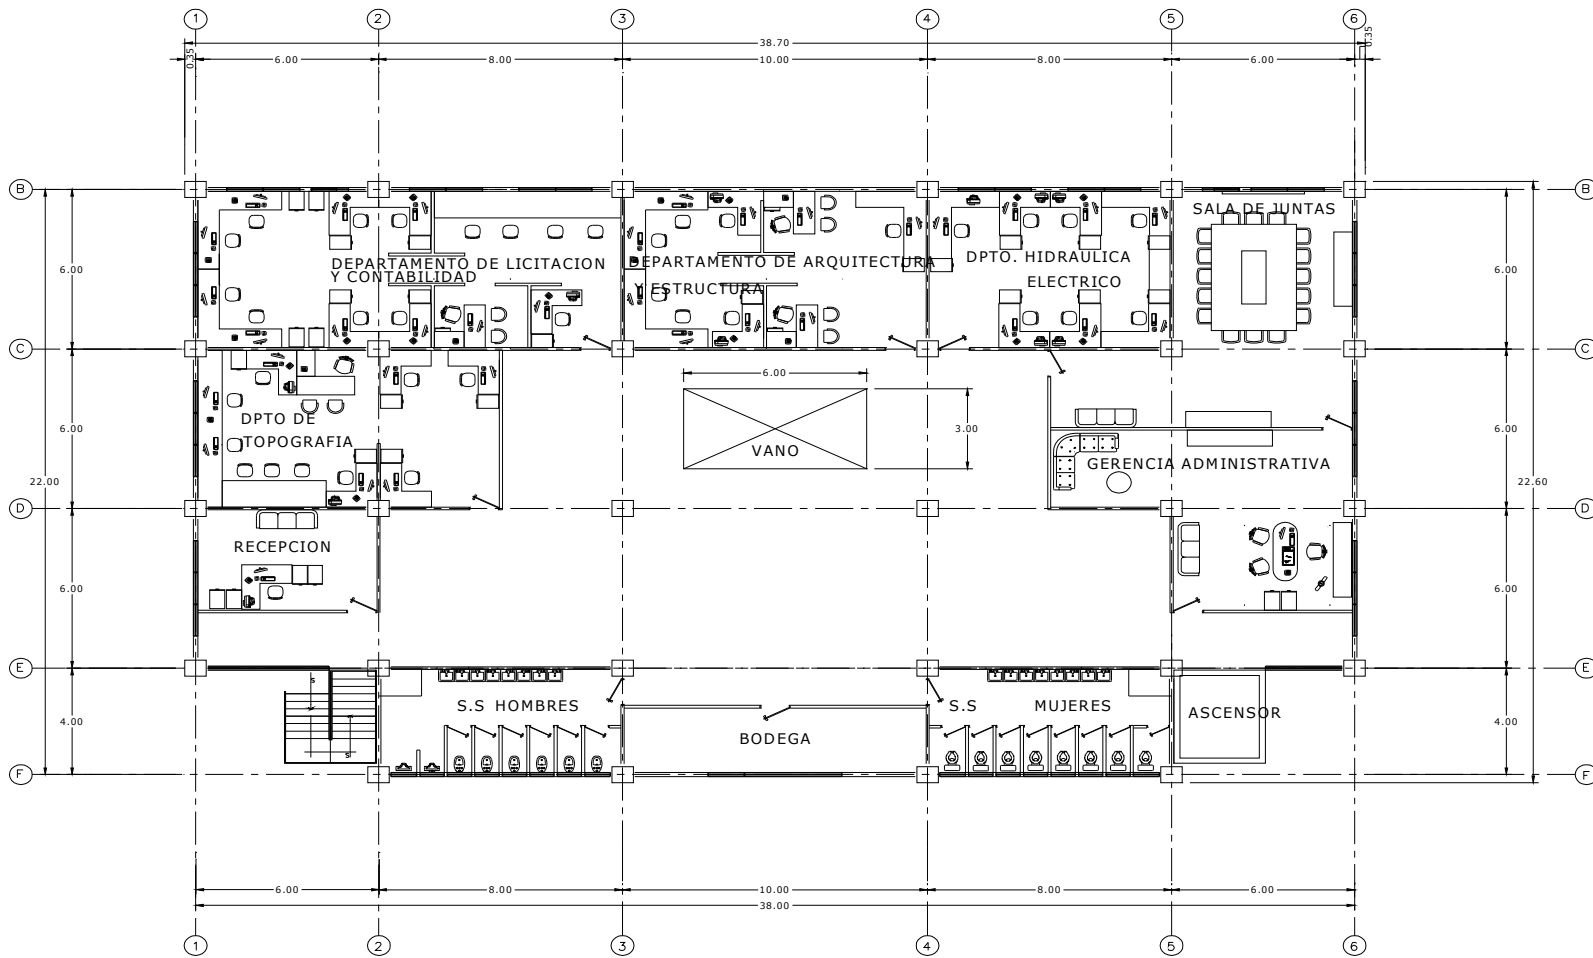 1 2 3 4 5 6
38.70
0.35 6.00 8.00 10.00 8.00 6.00 0.35
B B
SALA DE JUNTAS
DEPARTAMENTO DE LICITACION
Y CONTABILIDAD
DEPARTAMENTO DE ARQUITECTURA
Y ESTRUCTURA
DPTO. HIDRAULICA
ELECTRICO
6.00 6.00
C C
6.00
DPTO DE
TOPOGRAFIA
VANO
3.00
GERENCIA ADMINISTRATIVA
6.00 6.00
22.00 22.60
D D
RECEPCION
6.00 6.00
E E
S
S
S.S HOMBRES
BODEGA
S.S MUJERES
ASCENSOR
4.00 4.00
F F
6.00 8.00 10.00 8.00 6.00
38.00
1 2 3 4 5 6